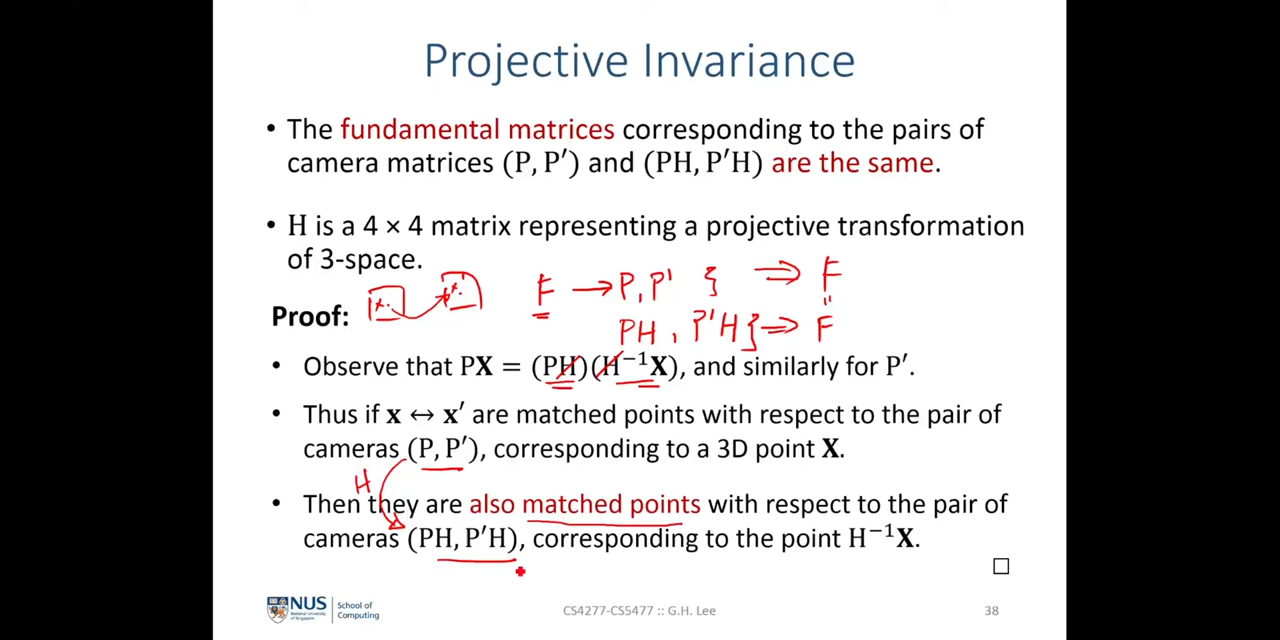 Projective Invariance
• The fundamental matrices corresponding to the pairs of
camera matrices (P, P′) and (PH, P′H) are the same.
• H is a 4 × 4 matrix representing a projective transformation
of 3-space.
F → P, P' } ⇒ F
x. x.'
"
Proof:
PH, P'H } ⇒ F
• Observe that PX = (PH)(H⁻¹X), and similarly for P′.
• Thus if x ↔ x′ are matched points with respect to the pair of
cameras (P, P′), corresponding to a 3D point X.
H
• Then they are also matched points with respect to the pair of
cameras (PH, P′H), corresponding to the point H⁻¹X.
□
NUS National University of Singapore
School of Computing
CS4277-CS5477 :: G.H. Lee
38